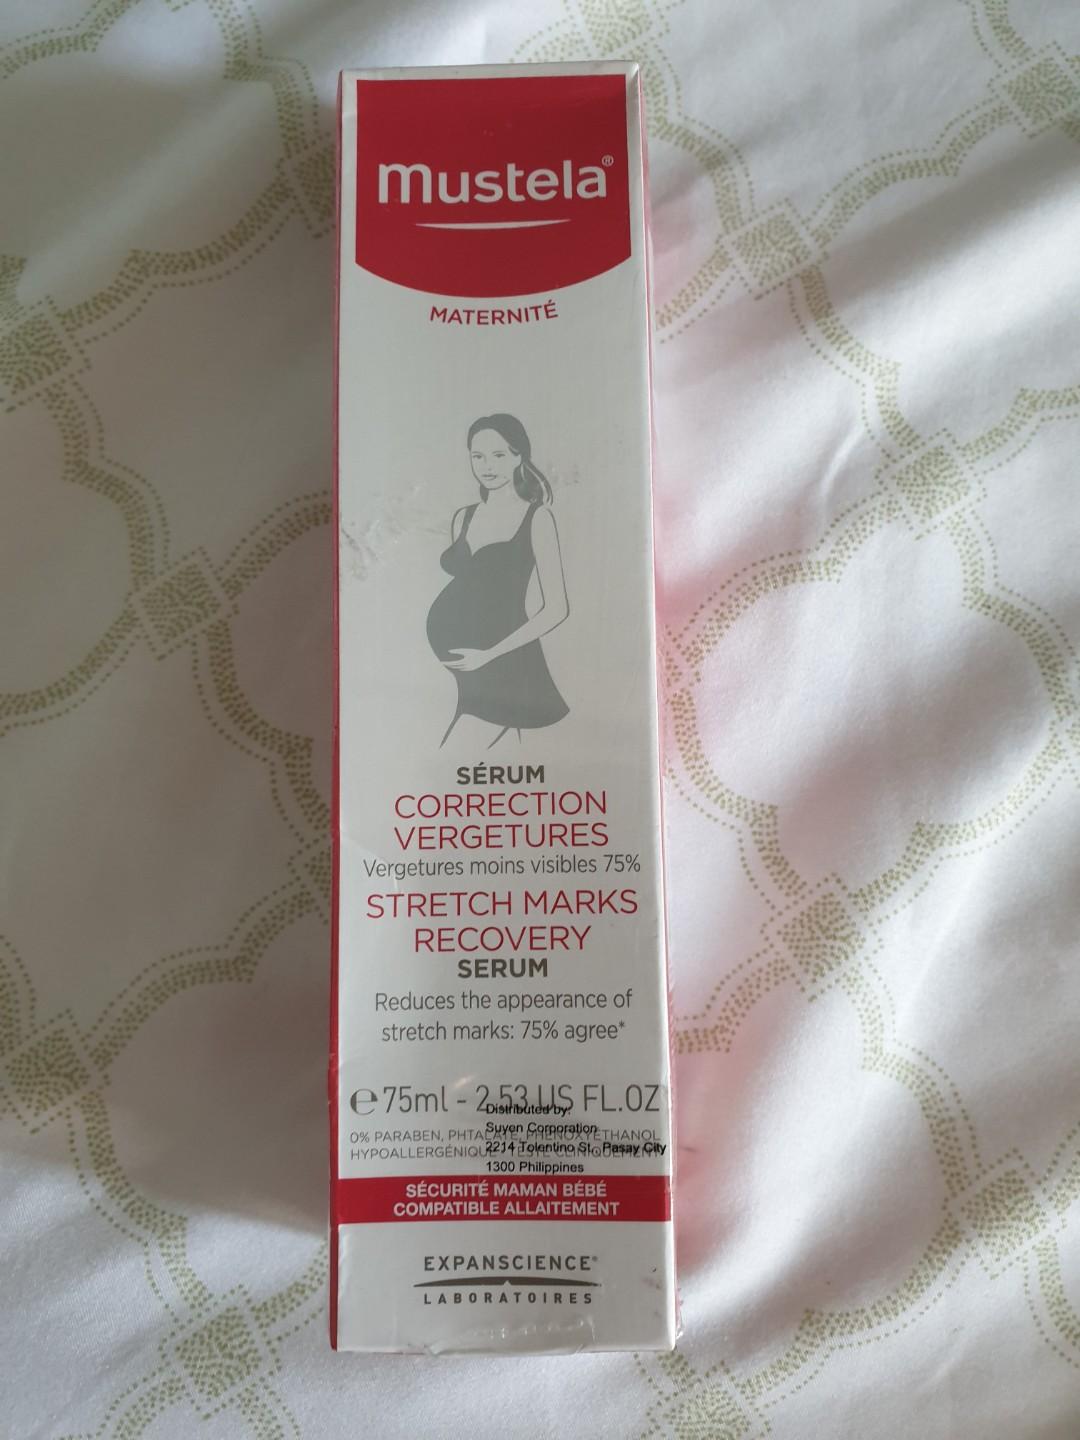 mustela®
MATERNITÉ
SÉRUM
CORRECTION
VERGETURES
Vergetures moins visibles 75%
STRETCH MARKS
RECOVERY
SERUM
Reduces the appearance of
stretch marks: 75% agree*
e 75ml - 2.53 US FL.OZ
Distributed by:
Suyen Corporation
0% PARABEN, PHTALATE, PHENOXYETHANOL
2214 Tolentino St., Pasay City
HYPOALLERGÉNIQUE - TESTÉ CLINIQUEMENT
1300 Philippines
SÉCURITÉ MAMAN BÉBÉ
COMPATIBLE ALLAITEMENT
EXPANSCIENCE®
LABORATOIRES